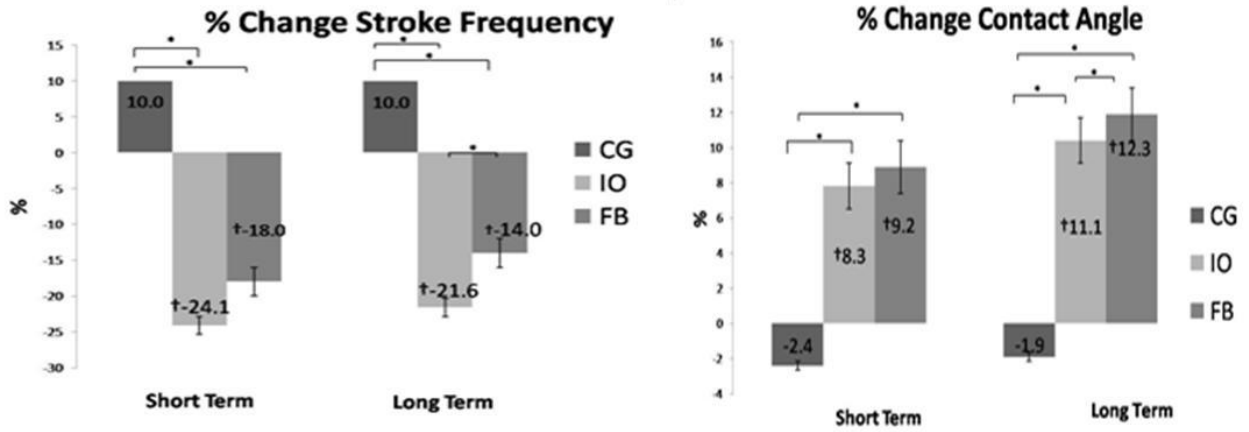 % Change Stroke Frequency
15
10
5
0
-5
-10
-15
-20
-25
-30
%
* * * * *
10.0
†-24.1
†-18.0
10.0
†-21.6
†-14.0
CG
IO
FB
Short Term Long Term
% Change Contact Angle
16
14
12
10
8
6
4
2
0
-2
-4
%
* * * * *
-2.4
†8.3
†9.2
-1.9
†11.1
†12.3
CG
IO
FB
Short Term Long Term